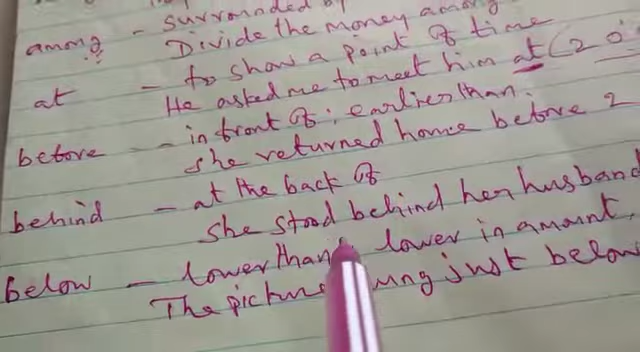 among - surrounded by
Divide the money among
at - to show a point of time
He asked me to meet him at (2 o'
before - in front of; earlier than.
she returned home before 2
behind - at the back of
she stood behind her husband
below - lower than lower in amount,
The picture hung just below